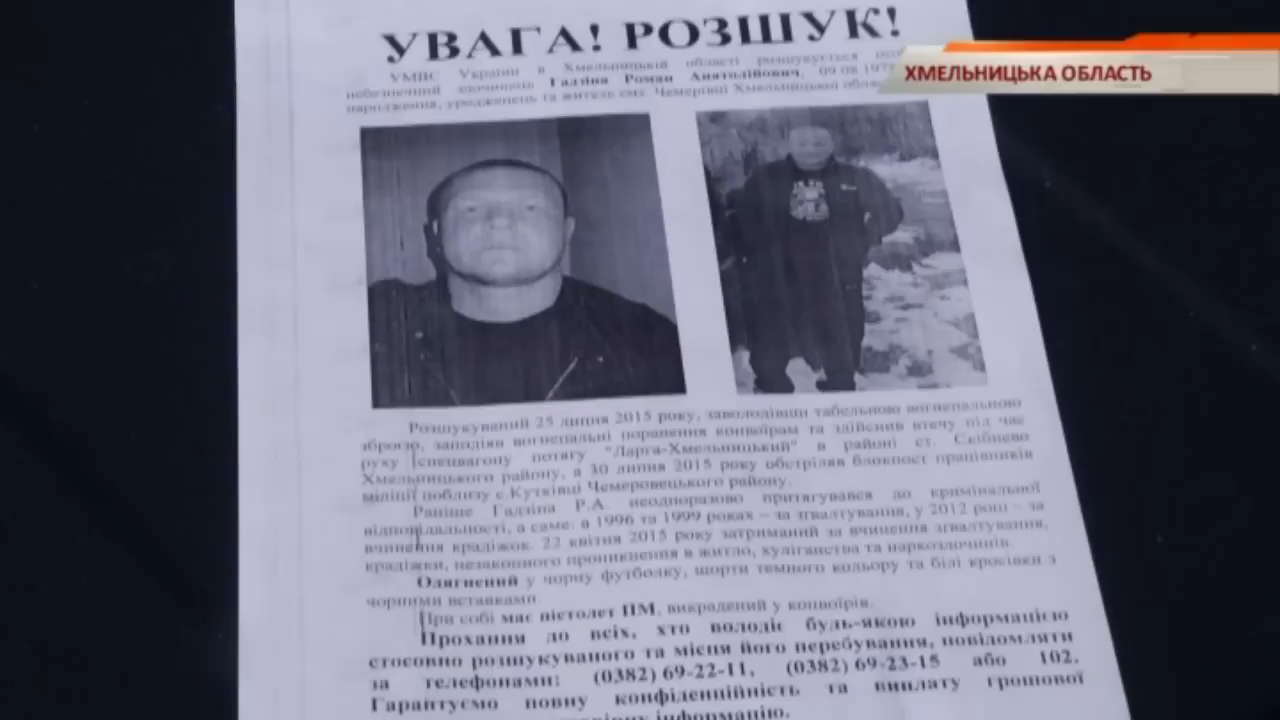 УВАГА! РОЗШУК!
ХМЕЛЬНИЦЬКА ОБЛАСТЬ
УМВС України в Хмельницькій області розшукується
небезпечний злочинець Гадзіна Роман Анатолійович, 09.08.197
народження, уродженець та житель смт. Чемерівці Хмельницької
Розшукуваний 25 липня 2015 року, заволодівши табельною вогнепальною
зброєю, заподіяв вогнепальні поранення конвоїрам та здійснив втечу під час
руху спецвагону потягу "Ларга-Хмельницький" в районі ст. Скібнево
Хмельницького району, а 30 липня 2015 року обстріляв блокпост працівників
міліції поблизу с.Кутківці Чемеровецького району.
Раніше Гадзіна Р.А. неодноразово притягувався до кримінальної
відповідальності, а саме: в 1996 та 1999 роках – за зґвалтування, у 2012 році – за
вчинення крадіжок. 22 квітня 2015 року затриманий за вчинення зґвалтування,
крадіжки, незаконного проникнення в житло, хуліганства та наркозлочинів.
Одягнений у чорну футболку, шорти темного кольору та білі кросівки з
чорними вставками.
При собі має пістолет ПМ, викрадений у конвоїрів.
Прохання до всіх, хто володіє будь-якою інформацією
стосовно розшукуваного та місця його перебування, повідомляти
за телефонами: (0382) 69-22-11, (0382) 69-23-15 або 102.
Гарантуємо повну конфіденційність та виплату грошової
інформацію.